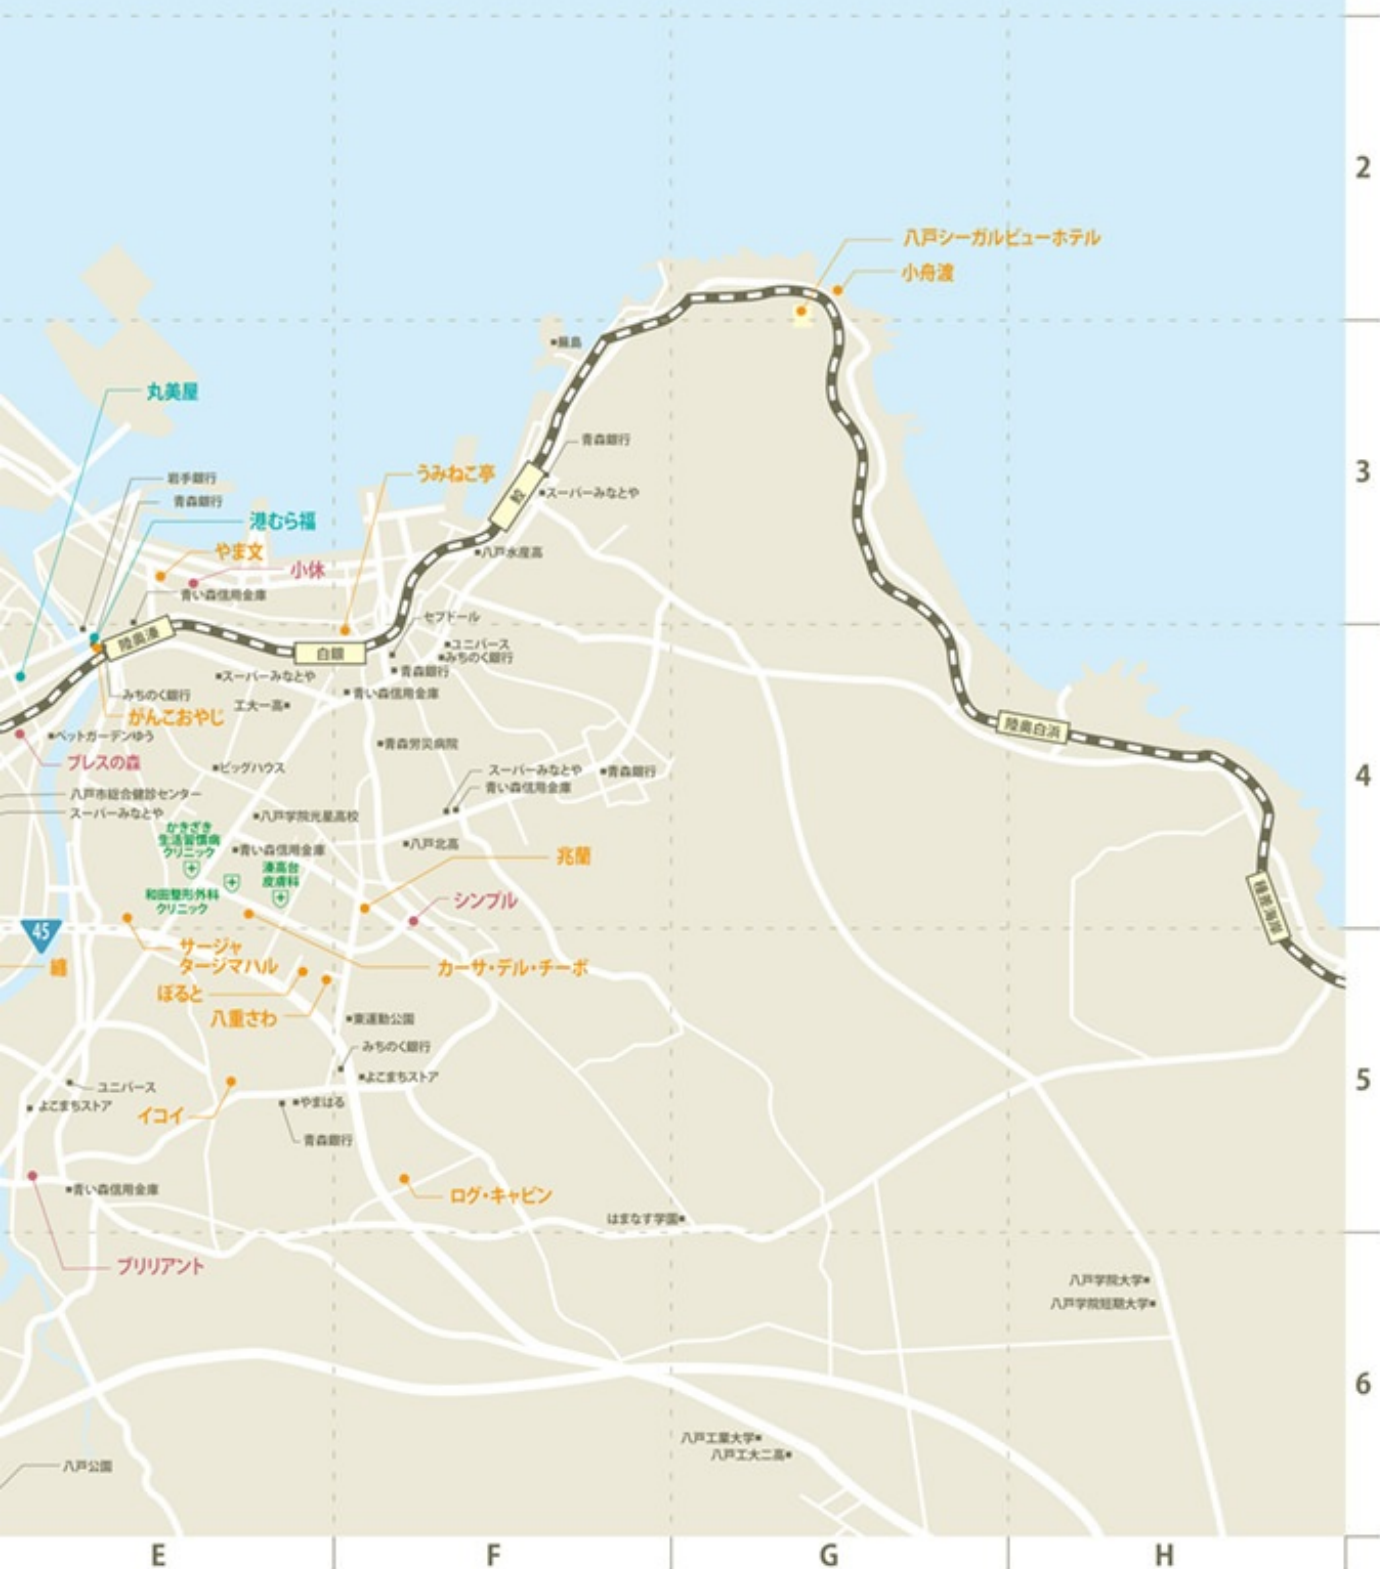 2
八戸シーガルビューホテル
小舟渡
蕪島
丸美屋
青森銀行
3
うみねこ亭
岩手銀行
鮫
スーパーみなとや
青森銀行
港むら福
やま文
八戸水産高
小休
青い森信用金庫
セブドール
陸奥湊
白銀
ユニバース
みちのく銀行
青森銀行
スーパーみなとや
みちのく銀行
青い森信用金庫
工大一高
がんこおやじ
陸奥白浜
ペットガーデンゆう
青森労災病院
ブレスの森
ビッグハウス
スーパーみなとや
青森銀行
4
青い森信用金庫
八戸市総合健診センター
スーパーみなとや
八戸学院光星高校
かきざき
生活習慣病
クリニック
青い森信用金庫
八戸北高
兆蘭
湊高台
皮膚科
和田整形外科
クリニック
シンプル
種差海岸
45
サージャ
タージマハル
纏
カーサ・デル・チーボ
ぽると
八重さわ
東運動公園
みちのく銀行
よこまちストア
5
ユニバース
よこまちストア
イコイ
やまはる
青森銀行
青い森信用金庫
ログ・キャビン
はまなす学園
ブリリアント
八戸学院大学
八戸学院短期大学
6
八戸工業大学
八戸工大二高
八戸公園
E
F
G
H